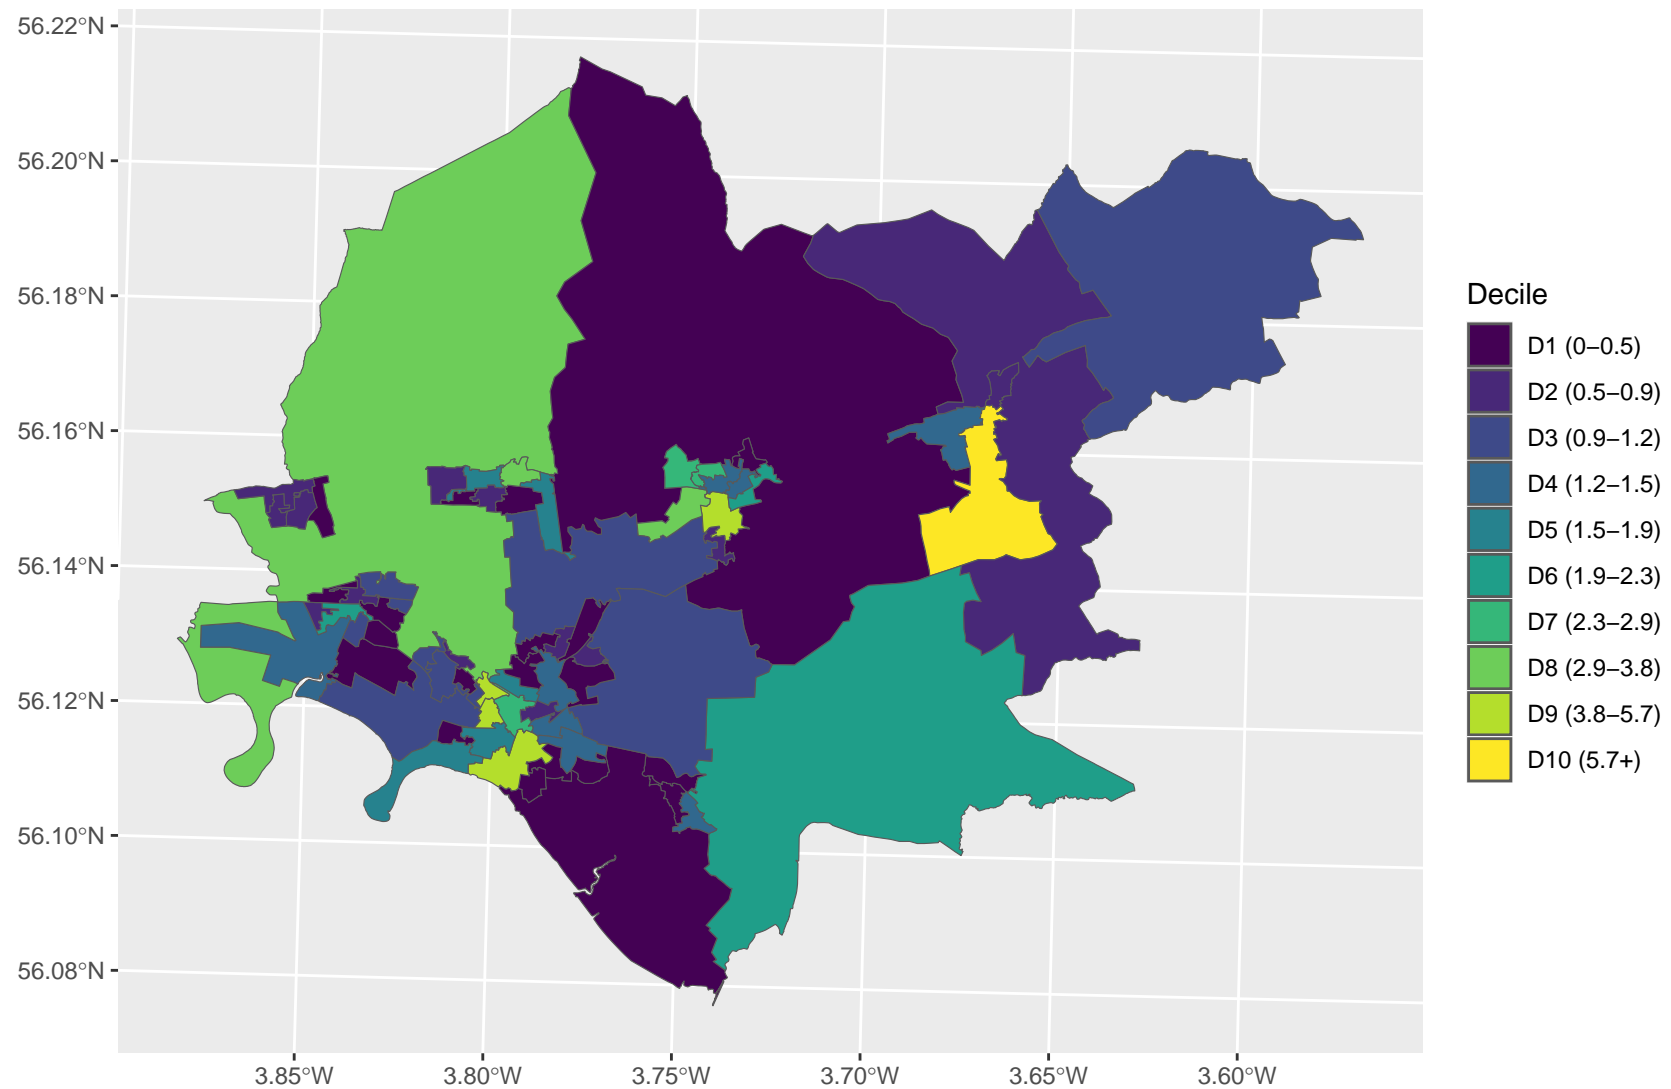 56.22°N
56.20°N
56.18°N
56.16°N
56.14°N
56.12°N
56.10°N
56.08°N
3.85°W
3.80°W
3.75°W
3.70°W
3.65°W
3.60°W
Decile
D1 (0−0.5)
D2 (0.5−0.9)
D3 (0.9−1.2)
D4 (1.2−1.5)
D5 (1.5−1.9)
D6 (1.9−2.3)
D7 (2.3−2.9)
D8 (2.9−3.8)
D9 (3.8−5.7)
D10 (5.7+)